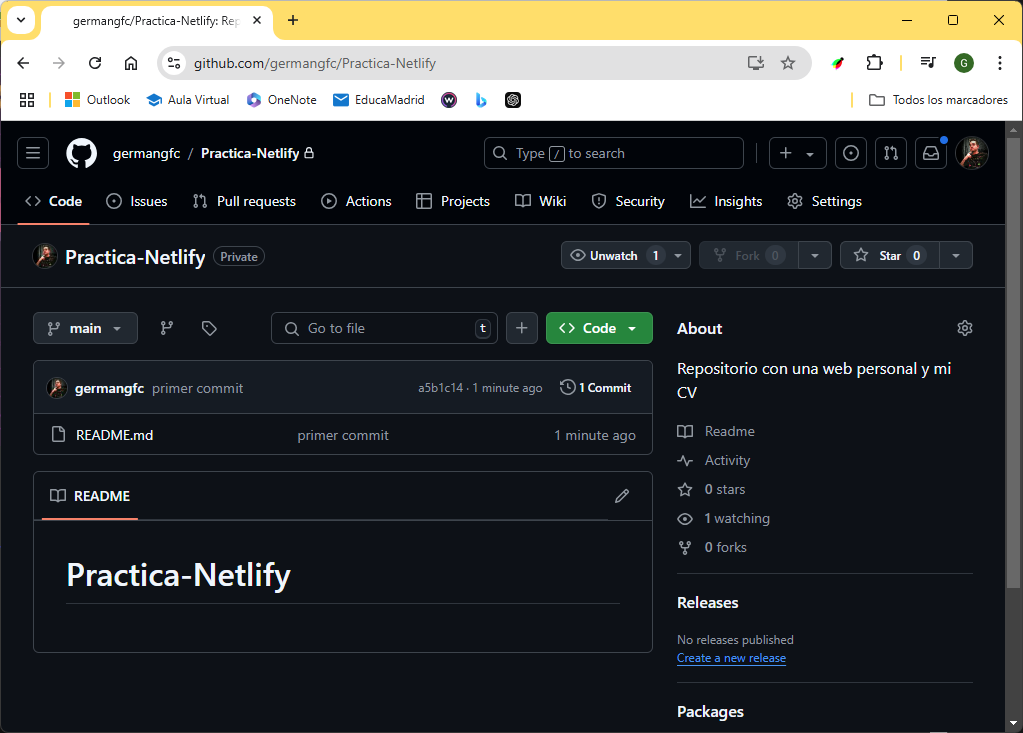 germangfc/Practica-Netlify: Rep
github.com/germangfc/Practica-Netlify
G
Outlook Aula Virtual OneNote EducaMadrid W Todos los marcadores
germangfc / Practica-Netlify Type / to search
Code Issues Pull requests Actions Projects Wiki Security Insights Settings
Practica-Netlify Private Unwatch 1 Fork 0 Star 0
main Go to file t Code
germangfc primer commit a5b1c14 · 1 minute ago 1 Commit
README.md primer commit 1 minute ago
README
Practica-Netlify
About
Repositorio con una web personal y mi
CV
Readme
Activity
0 stars
1 watching
0 forks
Releases
No releases published
Create a new release
Packages